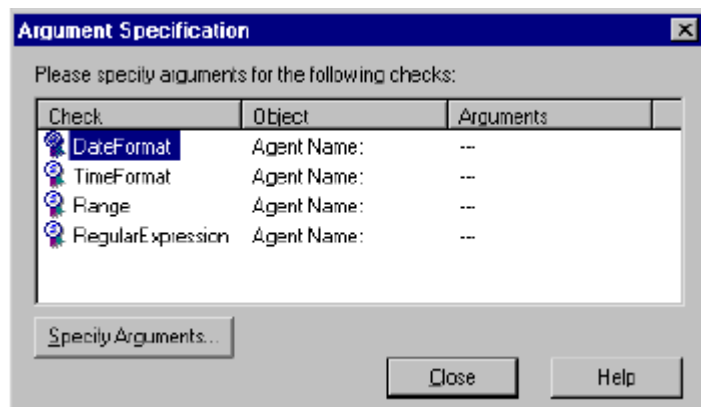 Argument Specification
Please specify arguments for the following checks:
Check Object Arguments
DateFormat Agent Name: ---
TimeFormat Agent Name: ---
Range Agent Name: ---
RegularExpression Agent Name: ---
Specify Arguments...
Close Help